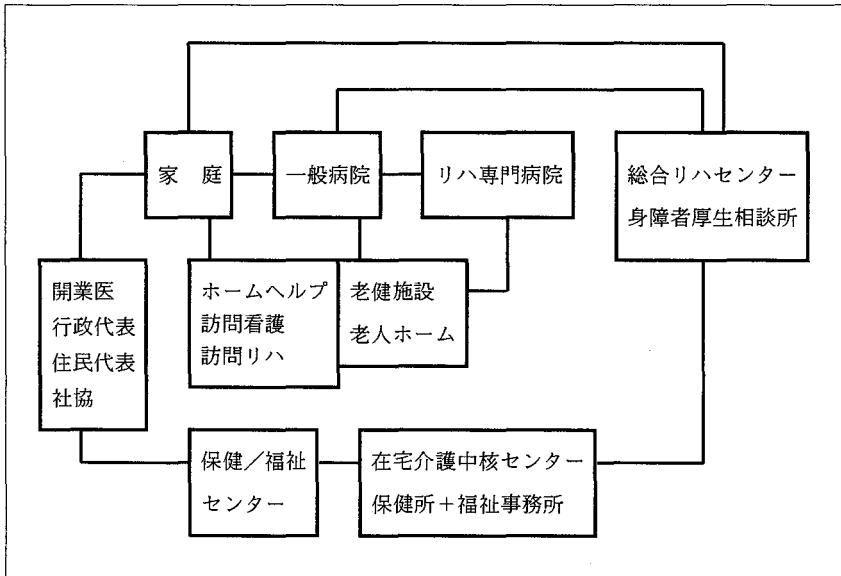 家　庭
一般病院
リハ専門病院
総合リハセンター
身障者厚生相談所
開業医
行政代表
住民代表
社協
ホームヘルプ
訪問看護
訪問リハ
老健施設
老人ホーム
保健／福祉
センター
在宅介護中核センター
保健所＋福祉事務所